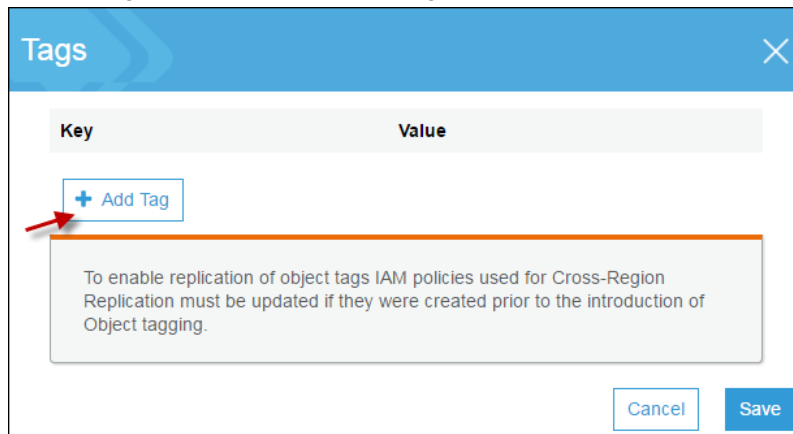 Tags
Key Value
+ Add Tag
To enable replication of object tags IAM policies used for Cross-Region
Replication must be updated if they were created prior to the introduction of
Object tagging.
Cancel Save